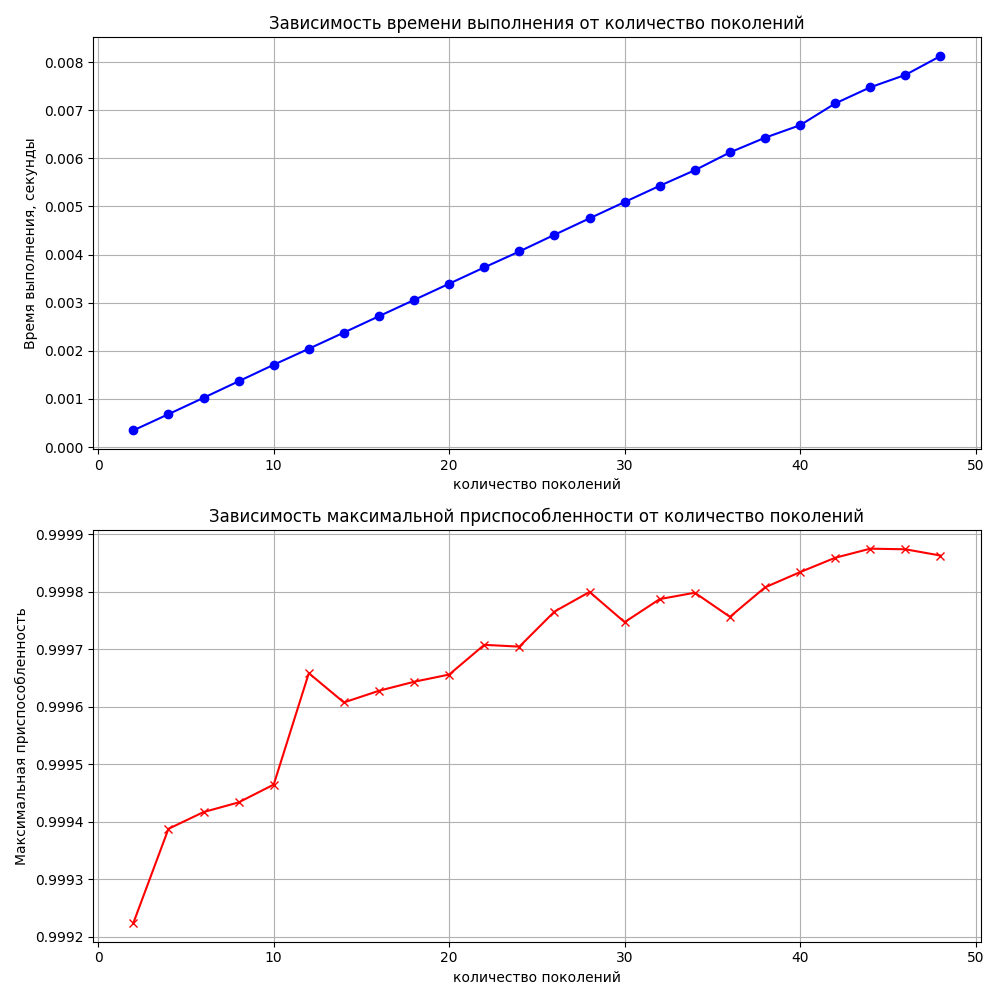 Зависимость времени выполнения от количество поколений
Время выполнения, секунды
0.008
0.007
0.006
0.005
0.004
0.003
0.002
0.001
0.000
0 10 20 30 40 50
количество поколений
Зависимость максимальной приспособленности от количество поколений
Максимальная приспособленность
0.9999
0.9998
0.9997
0.9996
0.9995
0.9994
0.9993
0.9992
0 10 20 30 40 50
количество поколений